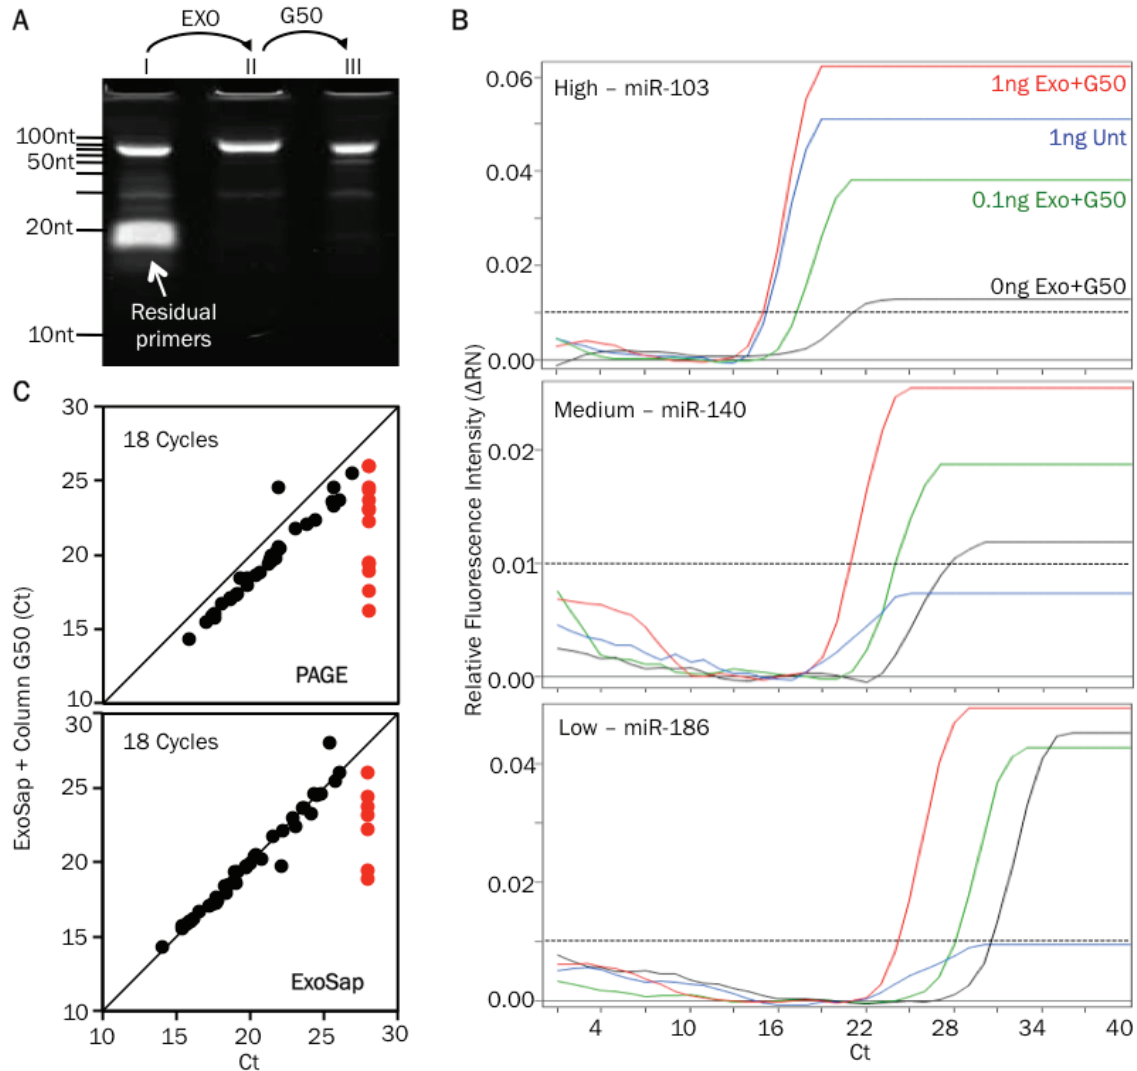 A
EXO
G50
I
II
III
100nt
50nt
20nt
10nt
Residual
primers
B
0.06
0.04
0.02
0.00
High – miR-103
1ng Exo+G50
1ng Unt
0.1ng Exo+G50
0ng Exo+G50
Medium – miR-140
0.02
0.01
0.00
Low – miR-186
0.04
0.02
0.00
4
10
16
22
28
34
40
Ct
Relative Fluorescence Intensity (ΔRN)
C
30
25
20
15
10
18 Cycles
PAGE
30
25
20
15
10
18 Cycles
ExoSap
10
15
20
25
30
Ct
ExoSap + Column G50 (Ct)